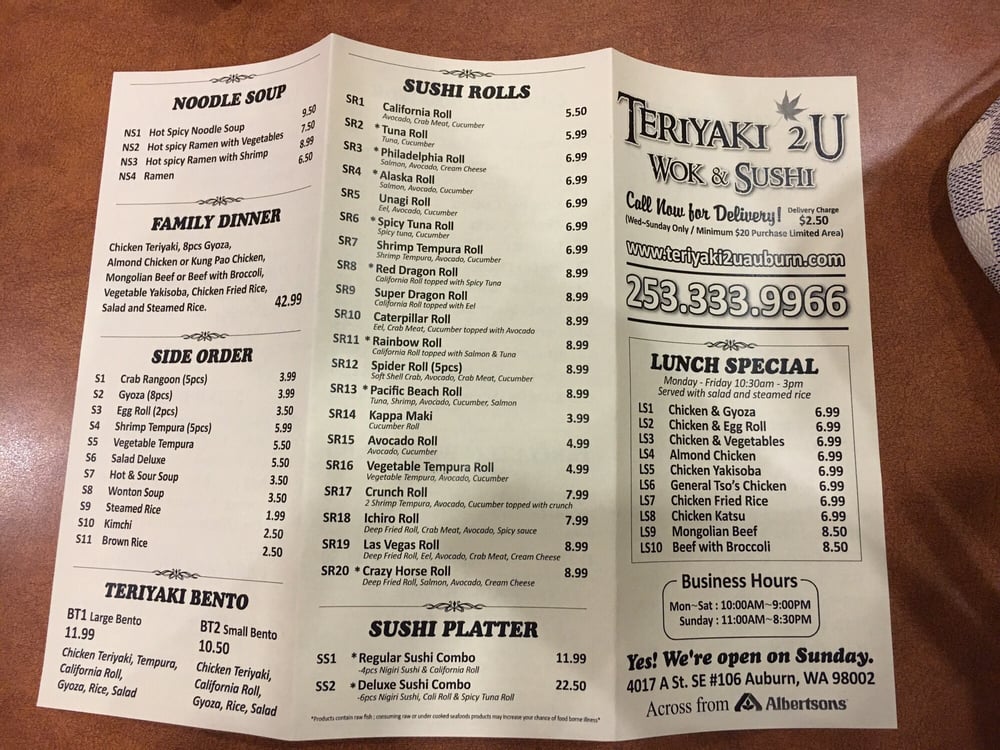 NOODLE SOUP
NS1 Hot Spicy Noodle Soup 9.50
NS2 Hot spicy Ramen with Vegetables 7.50
NS3 Hot spicy Ramen with Shrimp 8.99
NS4 Ramen 6.50
FAMILY DINNER
Chicken Teriyaki, 8pcs Gyoza,
Almond Chicken or Kung Pao Chicken,
Mongolian Beef or Beef with Broccoli,
Vegetable Yakisoba, Chicken Fried Rice,
Salad and Steamed Rice. 42.99
SIDE ORDER
S1 Crab Rangoon (5pcs) 3.99
S2 Gyoza (8pcs) 3.99
S3 Egg Roll (2pcs) 3.50
S4 Shrimp Tempura (5pcs) 5.99
S5 Vegetable Tempura 5.50
S6 Salad Deluxe 5.50
S7 Hot & Sour Soup 3.50
S8 Wonton Soup 3.50
S9 Steamed Rice 1.99
S10 Kimchi 2.50
S11 Brown Rice 2.50
TERIYAKI BENTO
BT1 Large Bento
11.99
Chicken Teriyaki, Tempura,
California Roll,
Gyoza, Rice, Salad
BT2 Small Bento
10.50
Chicken Teriyaki,
California Roll,
Gyoza, Rice, Salad
SUSHI ROLLS
SR1 California Roll 5.50
Avocado, Crab Meat, Cucumber
SR2 * Tuna Roll 5.99
Tuna, Cucumber
SR3 * Philadelphia Roll 6.99
Salmon, Avocado, Cream Cheese
SR4 * Alaska Roll 6.99
Salmon, Avocado, Cucumber
SR5 Unagi Roll 6.99
Eel, Avocado, Cucumber
SR6 * Spicy Tuna Roll 6.99
Spicy tuna, Cucumber
SR7 Shrimp Tempura Roll 6.99
Shrimp Tempura, Avocado, Cucumber
SR8 * Red Dragon Roll 8.99
California Roll topped with Spicy Tuna
SR9 Super Dragon Roll 8.99
California Roll topped with Eel
SR10 Caterpillar Roll 8.99
Eel, Crab Meat, Cucumber topped with Avocado
SR11 * Rainbow Roll 8.99
California Roll topped with Salmon & Tuna
SR12 Spider Roll (5pcs) 8.99
Soft Shell Crab, Avocado, Crab Meat, Cucumber
SR13 * Pacific Beach Roll 8.99
Tuna, Shrimp, Avocado, Cucumber, Salmon
SR14 Kappa Maki 3.99
Cucumber Roll
SR15 Avocado Roll 4.99
Avocado, Cucumber
SR16 Vegetable Tempura Roll 4.99
Vegetable Tempura, Avocado, Cucumber
SR17 Crunch Roll 7.99
2 Shrimp Tempura, Avocado, Cucumber topped with crunch
SR18 Ichiro Roll 7.99
Deep Fried Roll, Crab Meat, Avocado, Spicy sauce
SR19 Las Vegas Roll 8.99
Deep Fried Roll, Eel, Avocado, Crab Meat, Cream Cheese
SR20 * Crazy Horse Roll 8.99
Deep Fried Roll, Salmon, Avocado, Cream Cheese
SUSHI PLATTER
SS1 *Regular Sushi Combo 11.99
-4pcs Nigiri Sushi & California Roll
SS2 *Deluxe Sushi Combo 22.50
-6pcs Nigiri Sushi, Cali Roll & Spicy Tuna Roll
*Products contain raw fish ; consuming raw or under cooked seafoods products may increase your chance of food borne illness*
TERIYAKI 2U
WOK & SUSHI
Call Now for Delivery! Delivery Charge $2.50
(Wed~Sunday Only / Minimum $20 Purchase Limited Area)
www.teriyaki2uauburn.com
253.333.9966
LUNCH SPECIAL
Monday - Friday 10:30am - 3pm
Served with salad and steamed rice
LS1 Chicken & Gyoza 6.99
LS2 Chicken & Egg Roll 6.99
LS3 Chicken & Vegetables 6.99
LS4 Almond Chicken 6.99
LS5 Chicken Yakisoba 6.99
LS6 General Tso's Chicken 6.99
LS7 Chicken Fried Rice 6.99
LS8 Chicken Katsu 6.99
LS9 Mongolian Beef 8.50
LS10 Beef with Broccoli 8.50
Business Hours
Mon~Sat : 10:00AM~9:00PM
Sunday : 11:00AM~8:30PM
Yes! We're open on Sunday.
4017 A St. SE #106 Auburn, WA 98002
Across from Albertsons